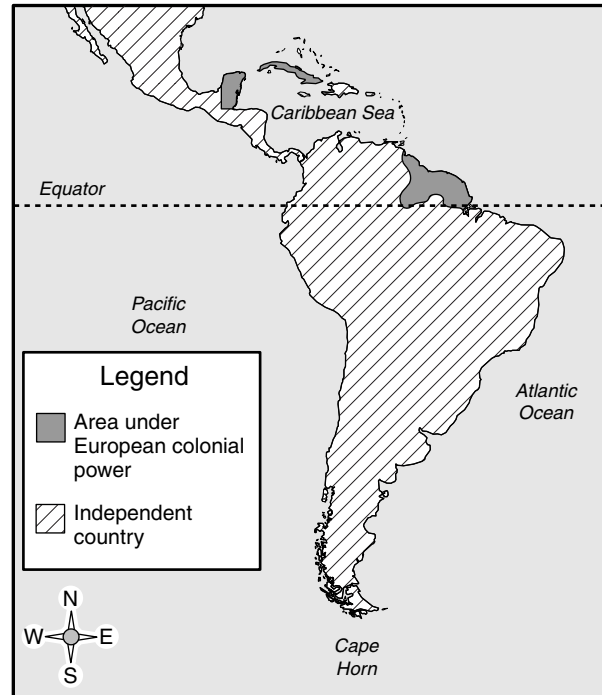 Caribbean Sea
Equator
Pacific
Ocean
Atlantic
Ocean
Legend
Area under
European colonial
power
Independent
country
N
W
E
S
Cape
Horn